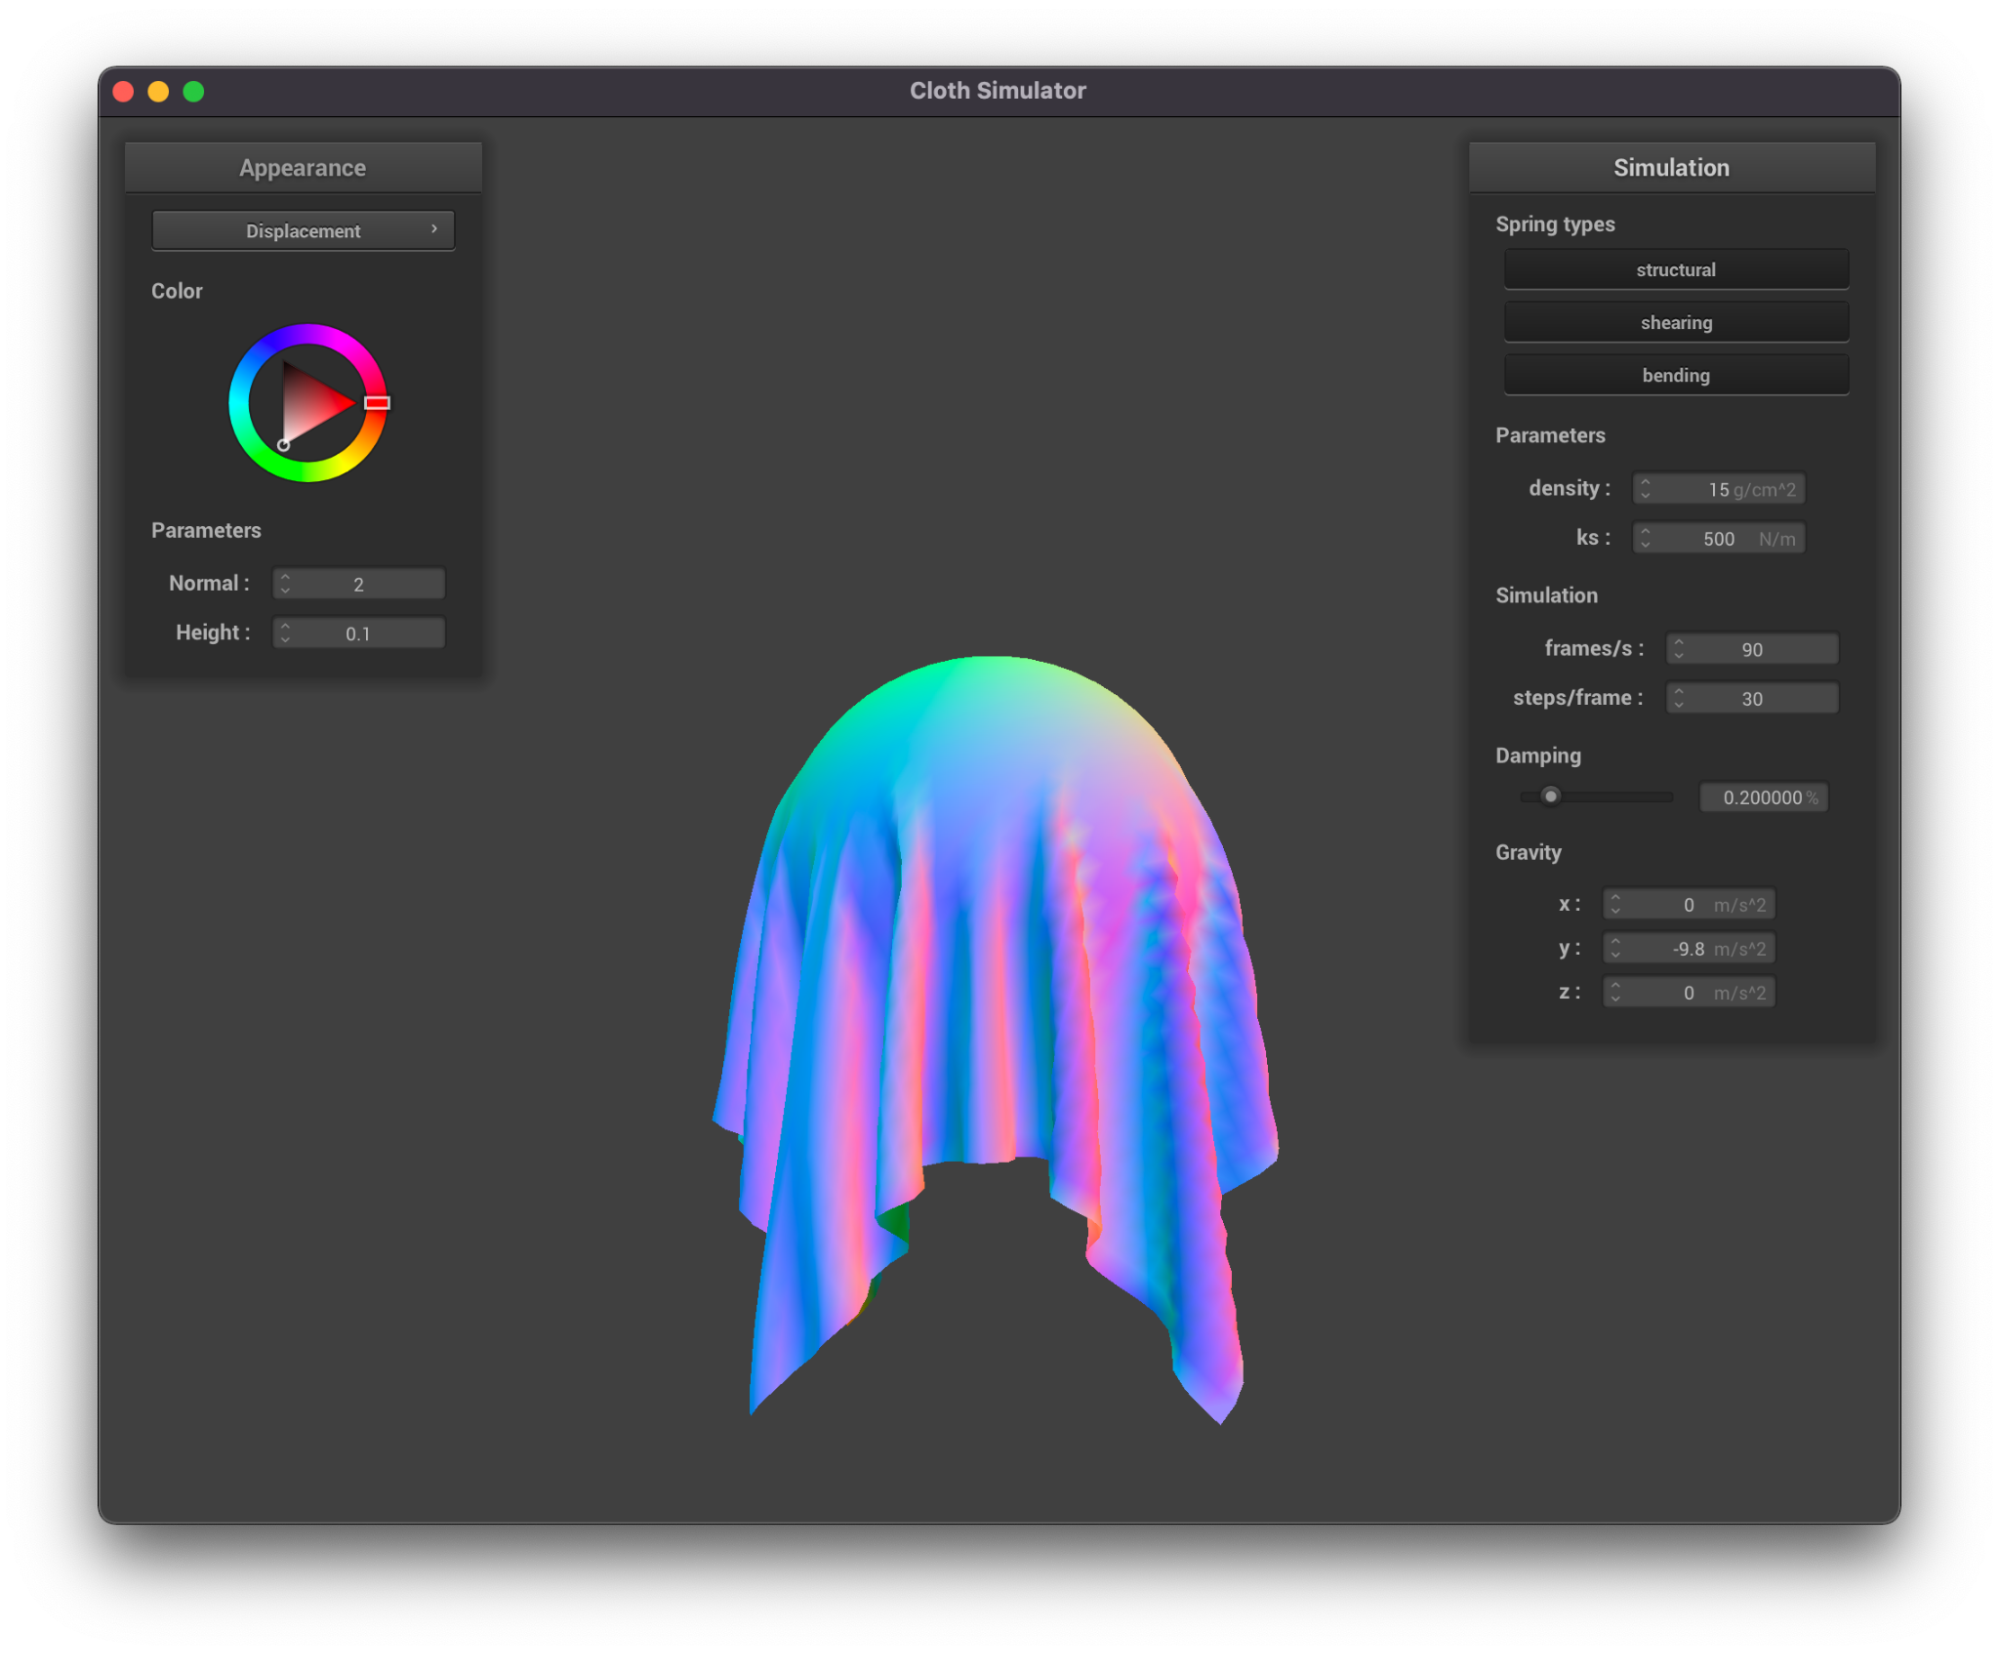 Cloth Simulator
Appearance
Displacement
Color
Parameters
Normal : 2
Height : 0.1
Simulation
Spring types
structural
shearing
bending
Parameters
density : 15 g/cm^2
ks : 500 N/m
Simulation
frames/s : 90
steps/frame : 30
Damping
0.200000 %
Gravity
x : 0 m/s^2
y : -9.8 m/s^2
z : 0 m/s^2